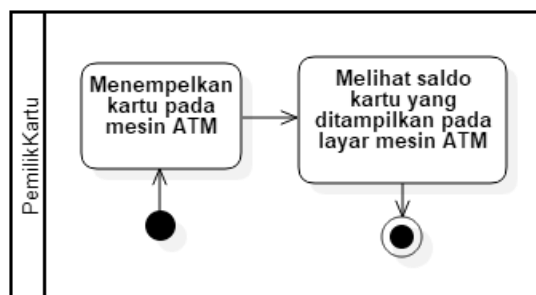 PemilikKartu
Menempelkan
kartu pada
mesin ATM
Melihat saldo
kartu yang
ditampilkan pada
layar mesin ATM